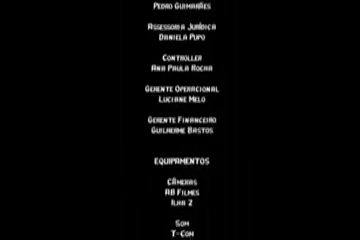 Pedro Guimarães
Assessoria Jurídica
Daniela Pupo
Controller
Ana Paula Rocha
Gerente Operacional
Luciane Melo
Gerente Financeiro
Guilherme Bastos
EQUIPAMENTOS
Câmeras
AB Filmes
Ilha 2
Som
T-Com